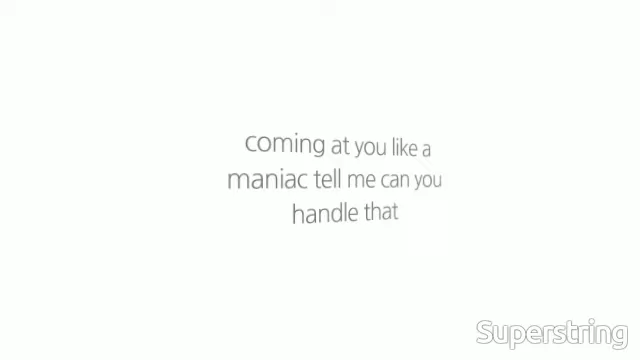 coming at you like a
maniac tell me can you
handle that
Superstring